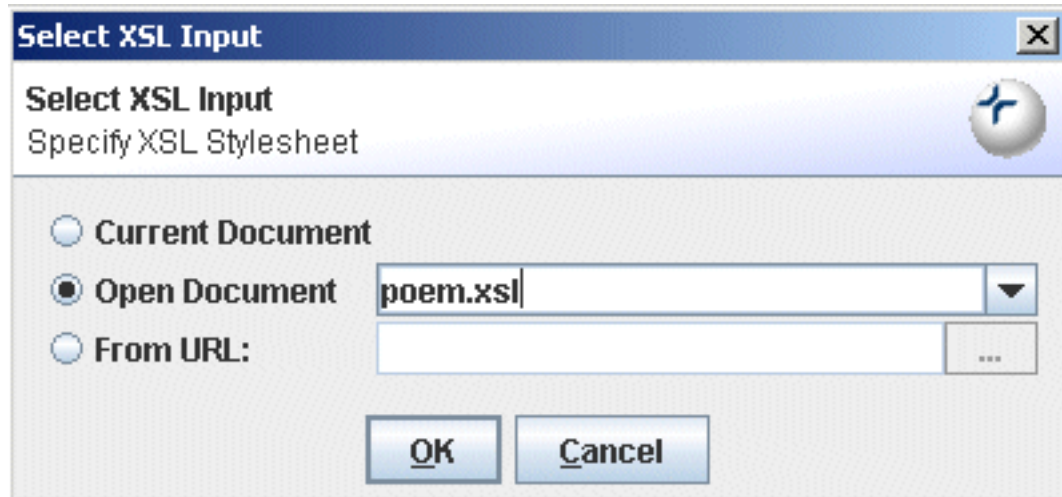 Select XSL Input
Select XSL Input
Specify XSL Stylesheet
Current Document
Open Document poem.xsl
From URL: ...
OK Cancel